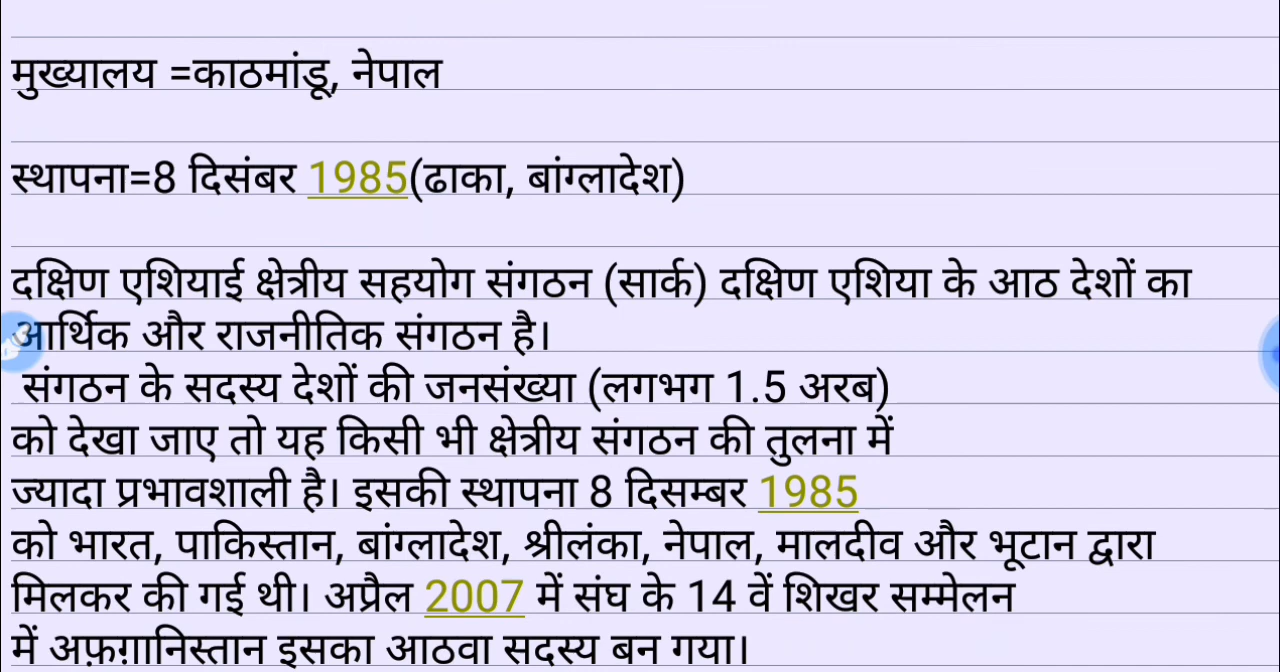 मुख्यालय =काठमांडू, नेपाल
स्थापना=8 दिसंबर 1985(ढाका, बांग्लादेश)
दक्षिण एशियाई क्षेत्रीय सहयोग संगठन (सार्क) दक्षिण एशिया के आठ देशों का
आर्थिक और राजनीतिक संगठन है।
संगठन के सदस्य देशों की जनसंख्या (लगभग 1.5 अरब)
को देखा जाए तो यह किसी भी क्षेत्रीय संगठन की तुलना में
ज्यादा प्रभावशाली है। इसकी स्थापना 8 दिसम्बर 1985
को भारत, पाकिस्तान, बांग्लादेश, श्रीलंका, नेपाल, मालदीव और भूटान द्वारा
मिलकर की गई थी। अप्रैल 2007 में संघ के 14 वें शिखर सम्मेलन
में अफ़ग़ानिस्तान इसका आठवा सदस्य बन गया।